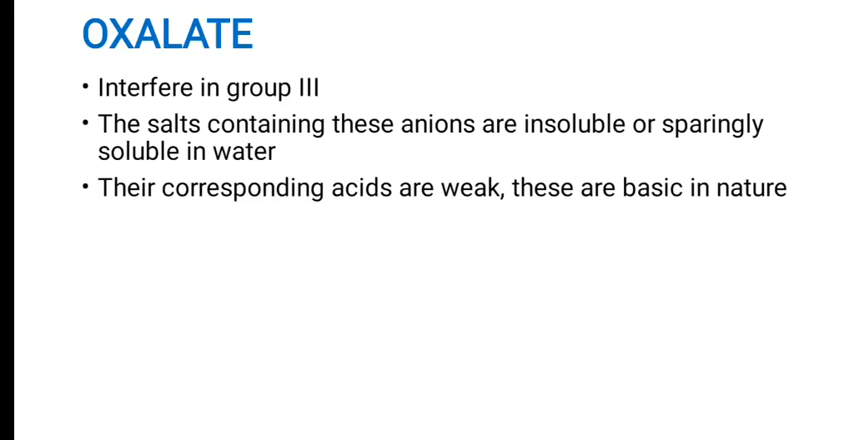 OXALATE
• Interfere in group III
• The salts containing these anions are insoluble or sparingly
soluble in water
• Their corresponding acids are weak, these are basic in nature